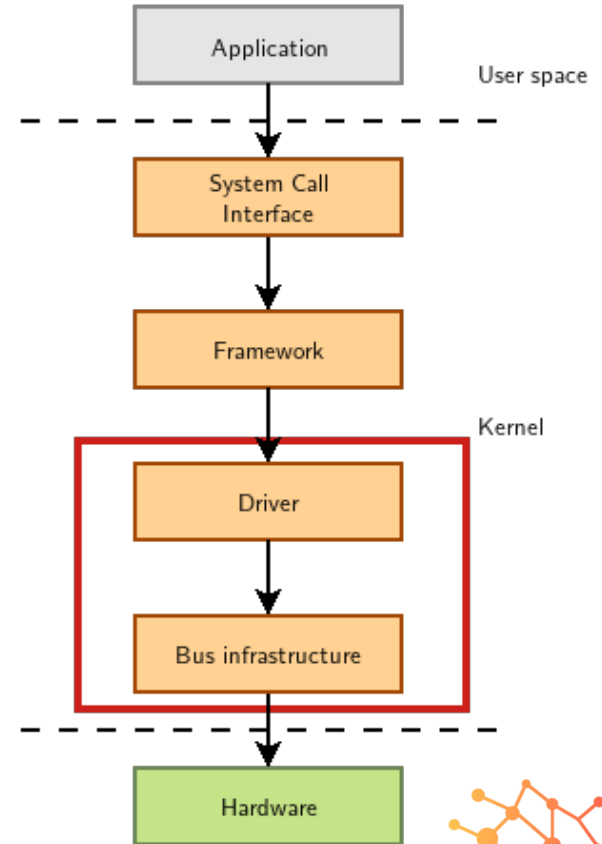 Application
User space
System Call
Interface
Framework
Kernel
Driver
Bus infrastructure
Hardware